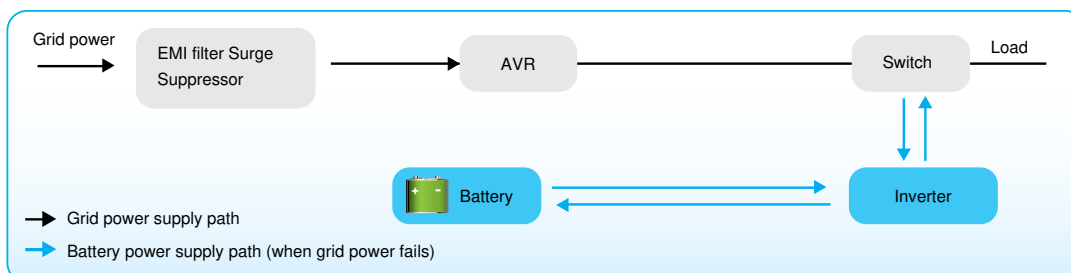 Grid power
EMI filter Surge
Suppressor
AVR
Switch
Load
+ -
Battery
Inverter
Grid power supply path
Battery power supply path (when grid power fails)